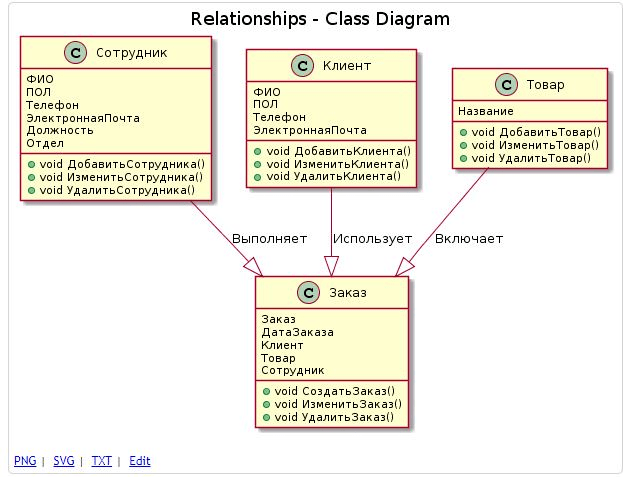 Relationships - Class Diagram
C Сотрудник
ФИО
ПОЛ
Телефон
ЭлектроннаяПочта
Должность
Отдел
void ДобавитьСотрудника()
void ИзменитьСотрудника()
void УдалитьСотрудника()
C Клиент
ФИО
ПОЛ
Телефон
ЭлектроннаяПочта
void ДобавитьКлиента()
void ИзменитьКлиента()
void УдалитьКлиента()
C Товар
Название
void ДобавитьТовар()
void ИзменитьТовар()
void УдалитьТовар()
Выполняет
Использует
Включает
C Заказ
Заказ
ДатаЗаказа
Клиент
Товар
Сотрудник
void СоздатьЗаказ()
void ИзменитьЗаказ()
void УдалитьЗаказ()
PNG | SVG | TXT | Edit